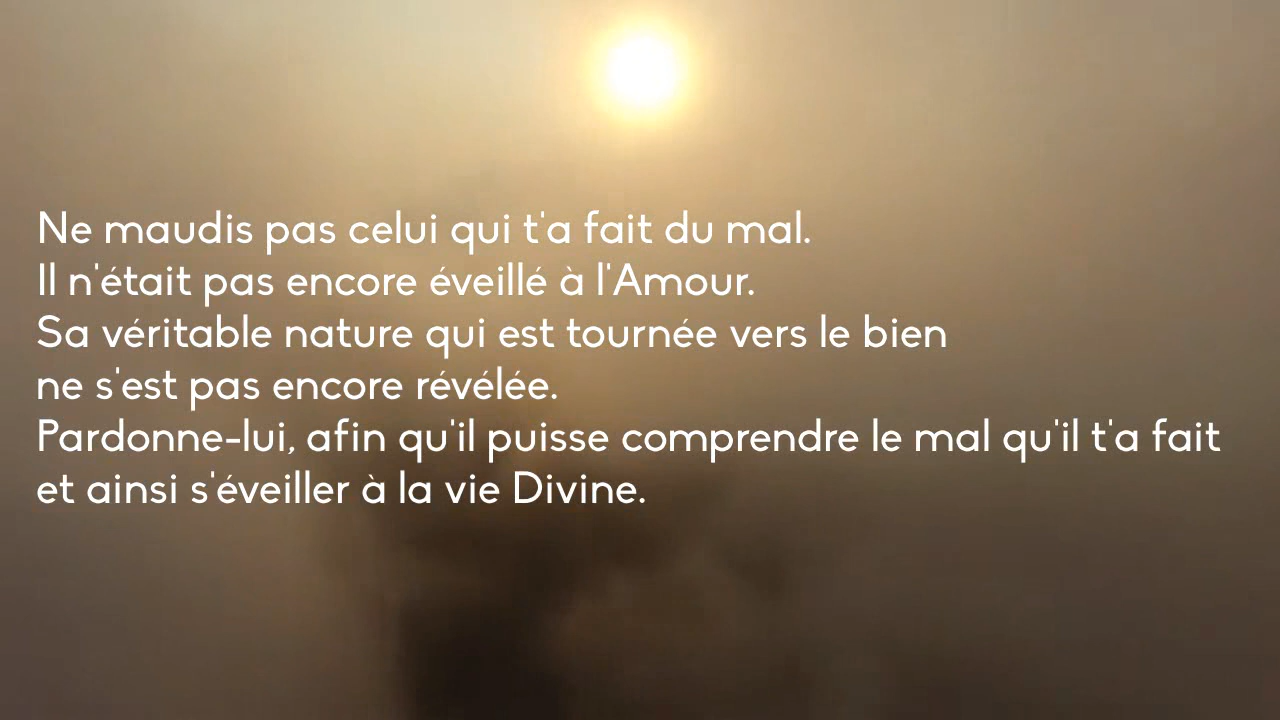 Ne maudis pas celui qui t'a fait du mal.
Il n'était pas encore éveillé à l'Amour.
Sa véritable nature qui est tournée vers le bien
ne s'est pas encore révélée.
Pardonne-lui, afin qu'il puisse comprendre le mal qu'il t'a fait
et ainsi s'éveiller à la vie Divine.